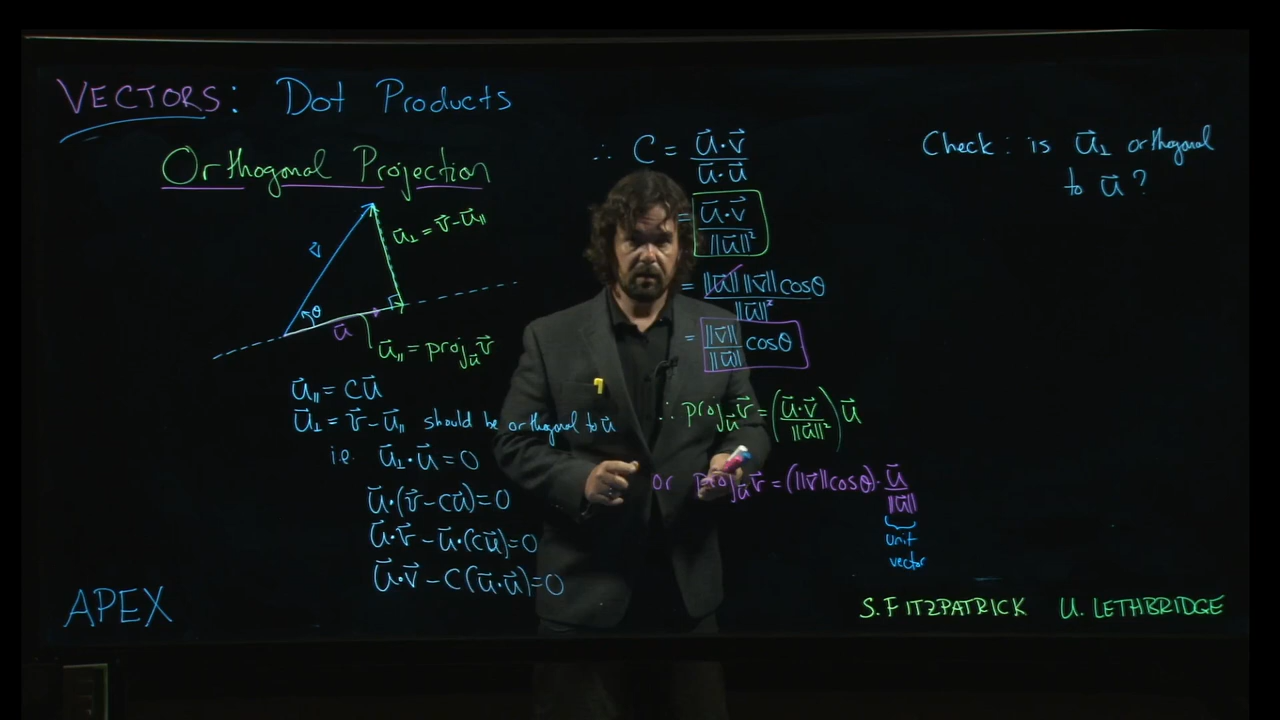 VECTORS: Dot Products
Orthogonal Projection
v⃗
θ
u⃗
u⃗⊥ = v⃗ - u⃗∥
u⃗∥ = proj_u⃗ v⃗
u⃗∥ = cu⃗
u⃗⊥ = v⃗ - u⃗∥ should be orthogonal to u⃗
i.e. u⃗⊥·u⃗ = 0
u⃗·(v⃗ - cu⃗) = 0
u⃗·v⃗ - u⃗·(cu⃗) = 0
u⃗·v⃗ - c(u⃗·u⃗) = 0
APEX
∴ C = u⃗·v⃗ / u⃗·u⃗
= u⃗·v⃗ / ||u⃗||²
= ||u⃗|| ||v⃗|| cosθ / ||u⃗||²
= ||v⃗|| / ||u⃗|| cosθ
∴ proj_u⃗ v⃗ = (u⃗·v⃗ / ||u⃗||²) u⃗
or proj_u⃗ v⃗ = (||v⃗|| cosθ) · u⃗ / ||u⃗||
unit
vector
Check: is u⃗⊥ orthogonal
to u⃗?
S. FITZPATRICK U. LETHBRIDGE